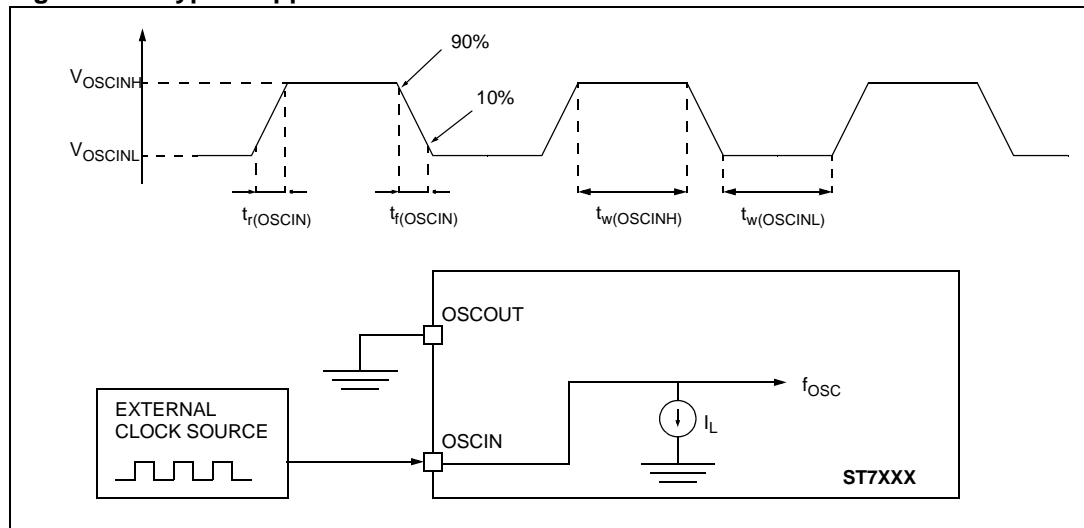 90%
V_OSCINH
10%
V_OSCINL
t_r(OSCIN)
t_f(OSCIN)
t_w(OSCINH)
t_w(OSCINL)
OSCOUT
f_OSC
EXTERNAL
CLOCK SOURCE
OSCIN
I_L
ST7XXX